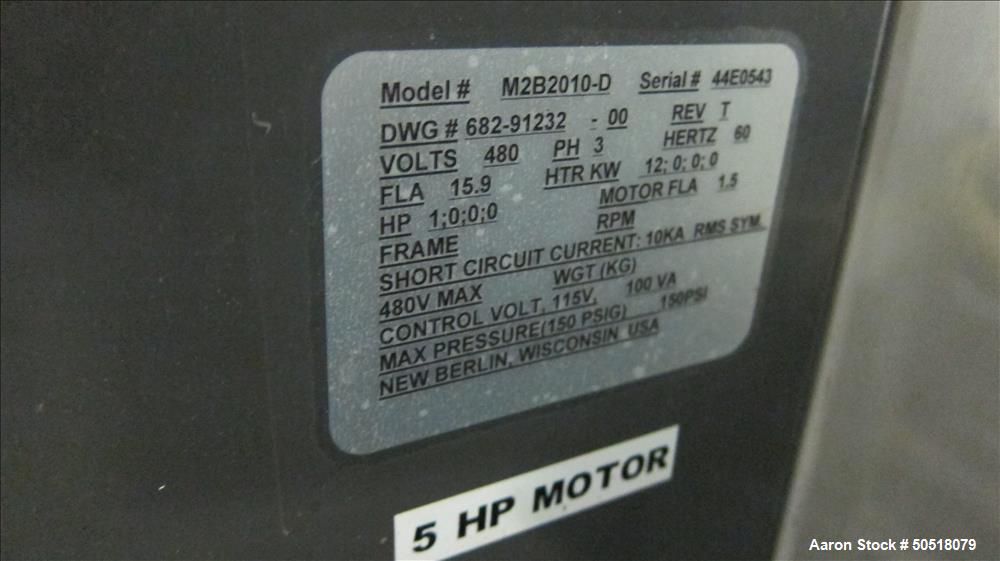 Model # M2B2010-D Serial # 44E0543
DWG # 682-91232 - 00 REV T
VOLTS 480 PH 3 HERTZ 60
FLA 15.9 HTR KW 12; 0; 0; 0
HP 1;0;0;0 MOTOR FLA 1.5
FRAME RPM
SHORT CIRCUIT CURRENT: 10KA RMS SYM.
480V MAX WGT (KG)
CONTROL VOLT, 115V, 100 VA
MAX PRESSURE(150 PSIG) 150PSI
NEW BERLIN, WISCONSIN, USA
5 HP MOTOR
Aaron Stock # 50518079